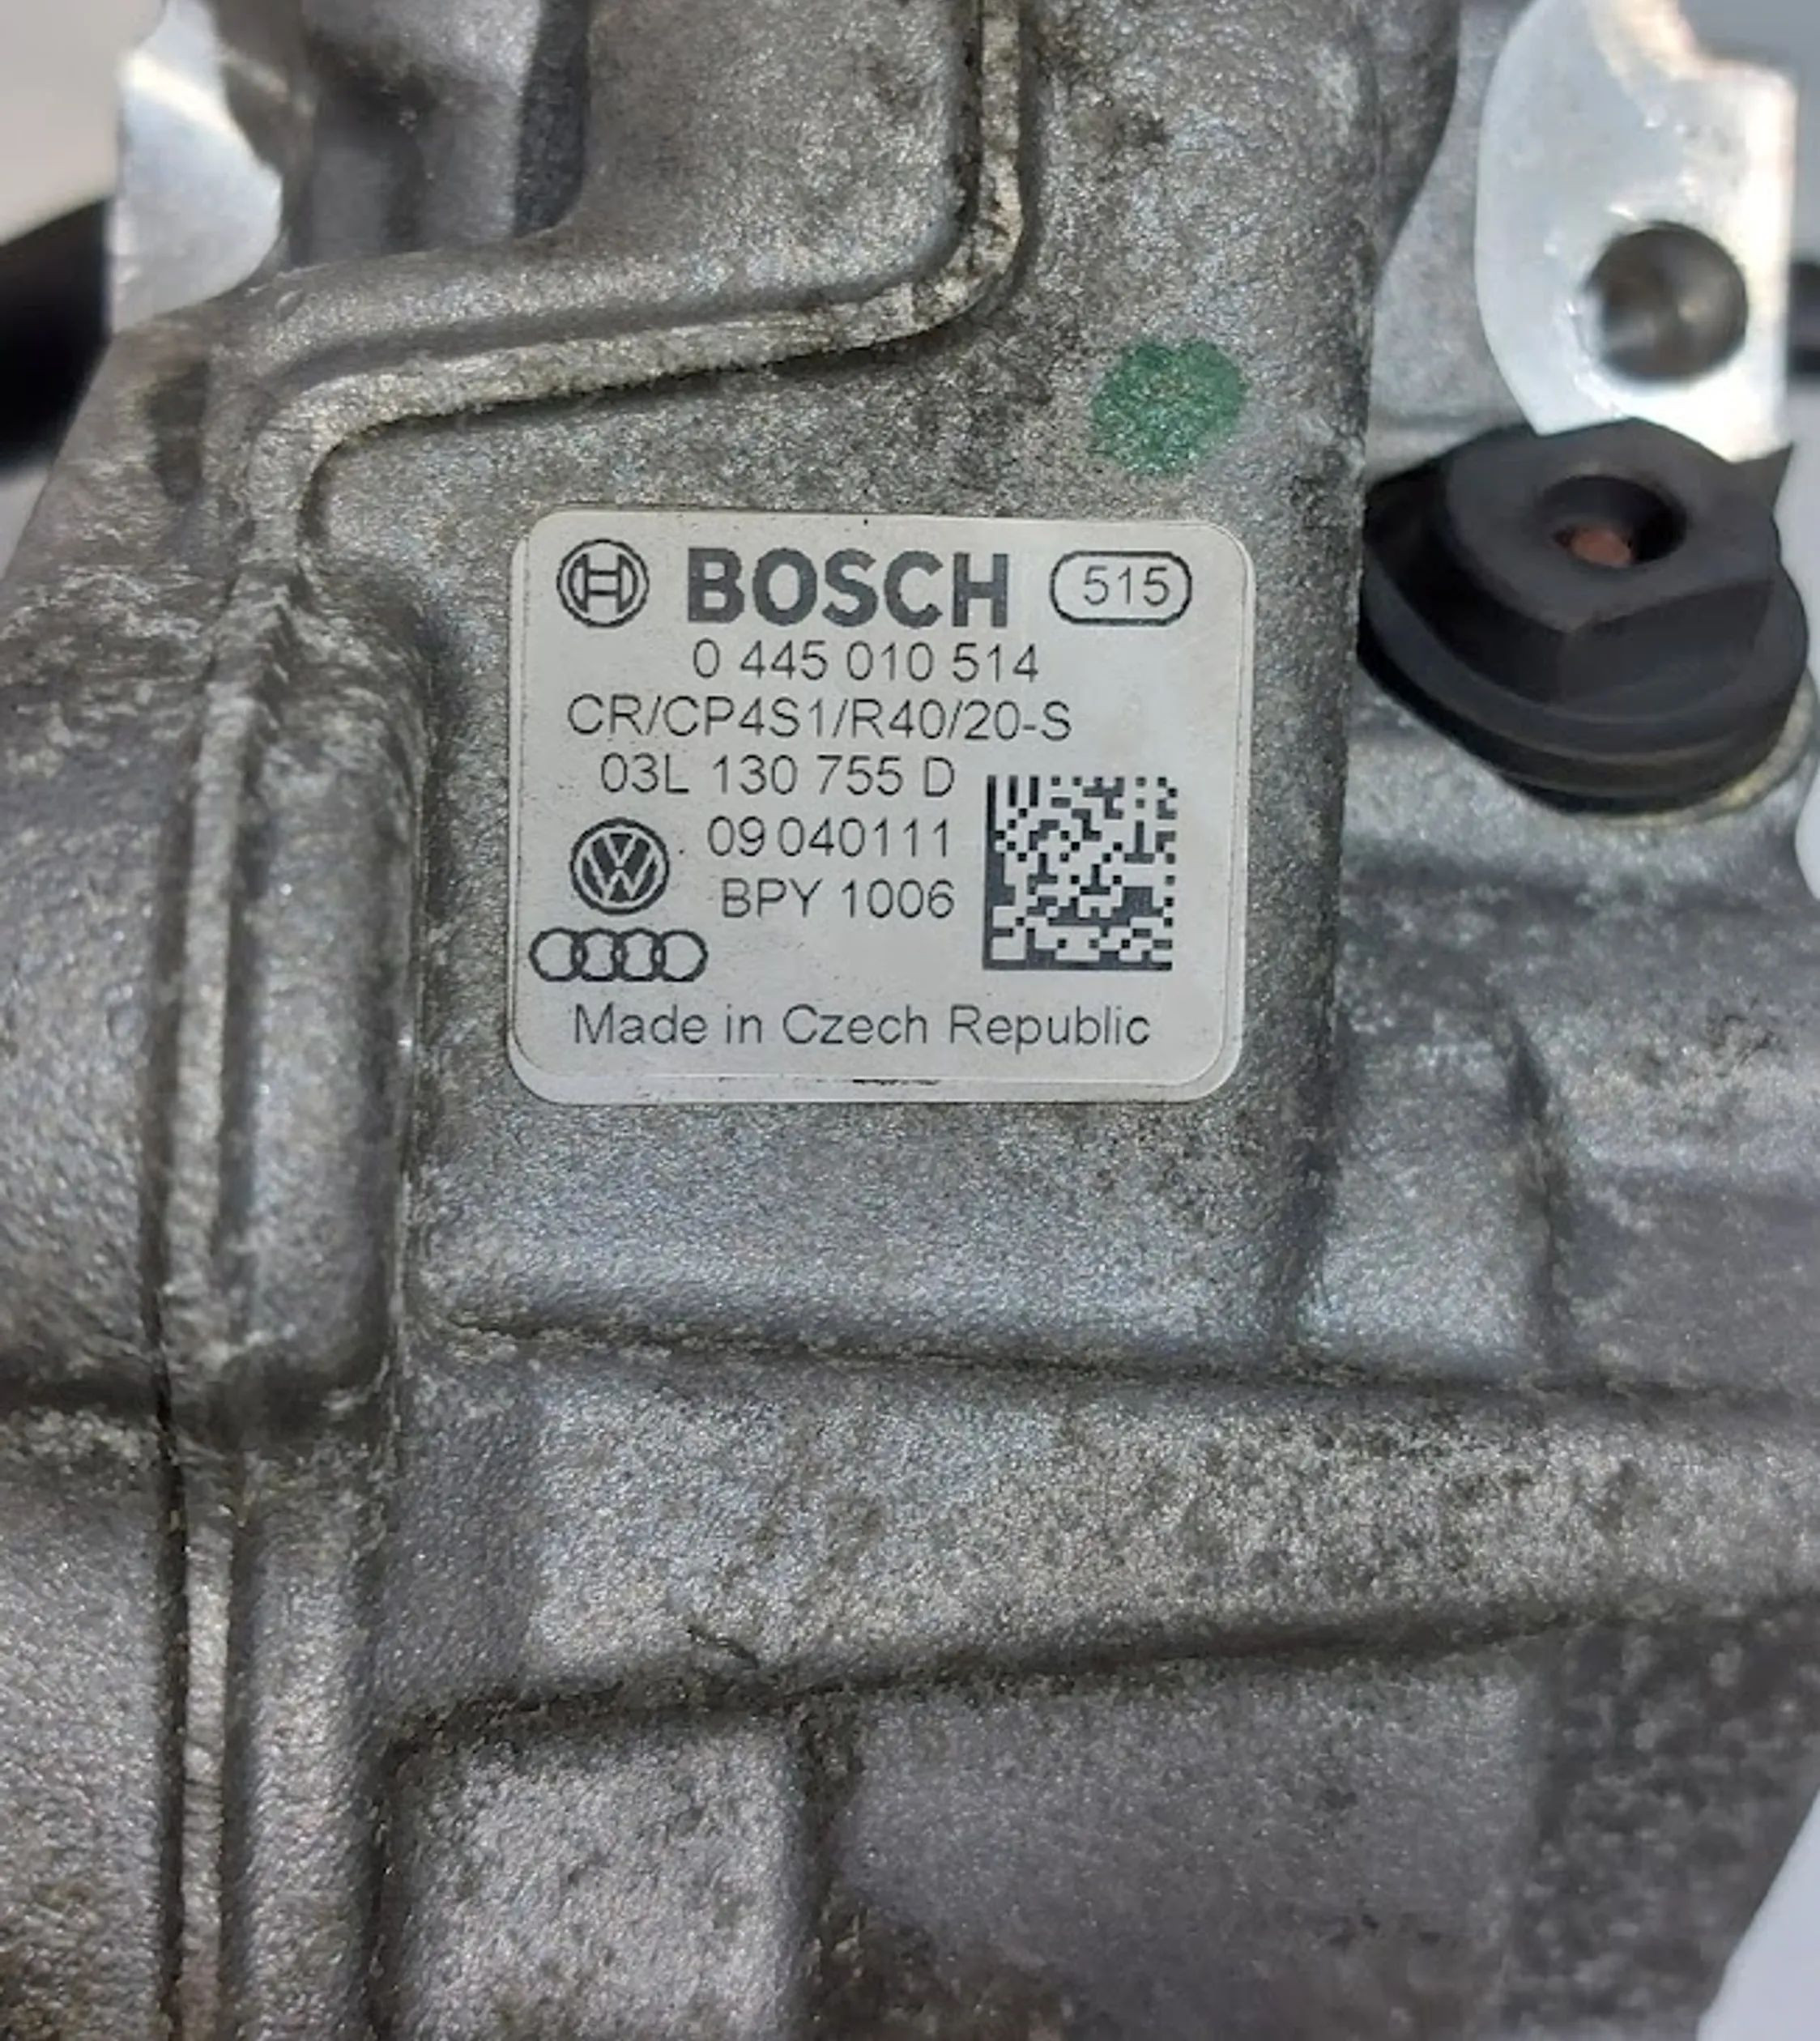 BOSCH 515
0 445 010 514
CR/CP4S1/R40/20-S
03L 130 755 D
09 040111
BPY 1006
Made in Czech Republic